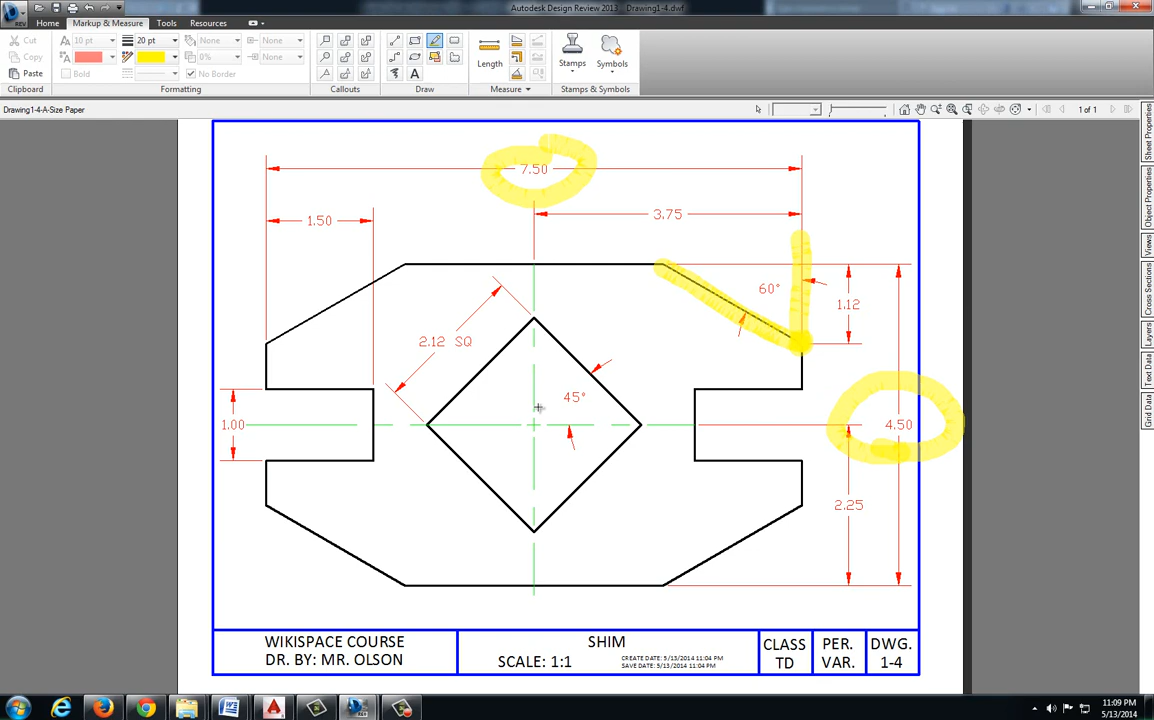 REV
Autodesk Design Review 2013   Drawing1-4.dwf
Home   Markup & Measure   Tools   Resources
Cut   10 pt   20 pt   None   None
Copy   0%   None
Paste   Bold   No Border   A   Length   Stamps   Symbols
Clipboard   Formatting   Callouts   Draw   Measure   Stamps & Symbols
Drawing1-4-A-Size Paper   1 of 1
Sheet Properties
Object Properties
Views
Cross Sections
Layers
Text Data
Grid Data
7.50
3.75
1.50
60°
1.12
2.12 SQ
45°
1.00
4.50
2.25
WIKISPACE COURSE
DR. BY: MR. OLSON
SHIM
SCALE: 1:1
CREATE DATE: 5/13/2014 11:04 PM
SAVE DATE: 5/13/2014 11:04 PM
CLASS
TD
PER.
VAR.
DWG.
1-4
11:09 PM
5/13/2014